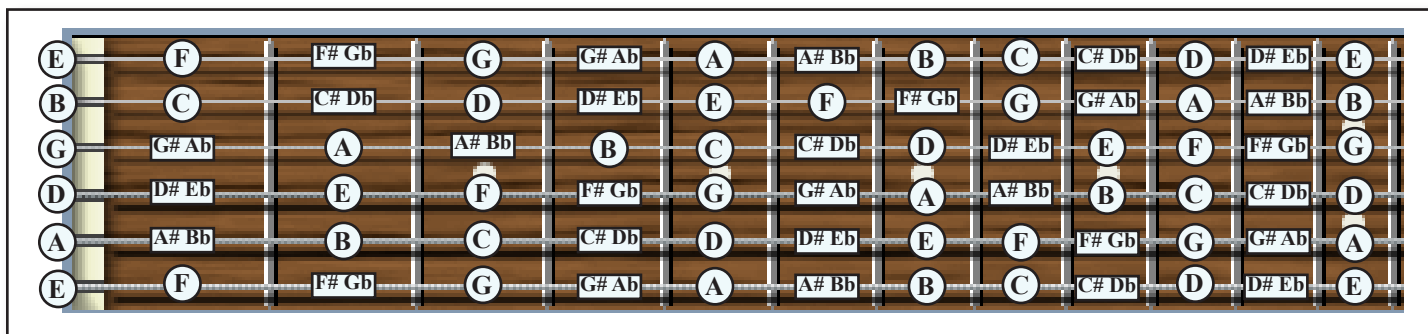 E F F# Gb G G# Ab A A# Bb B C C# Db D D# Eb E
B C C# Db D D# Eb E F F# Gb G G# Ab A A# Bb B
G G# Ab A A# Bb B C C# Db D D# Eb E F F# Gb G
D D# Eb E F F# Gb G G# Ab A A# Bb B C C# Db D
A A# Bb B C C# Db D D# Eb E F F# Gb G G# Ab A
E F F# Gb G G# Ab A A# Bb B C C# Db D D# Eb E